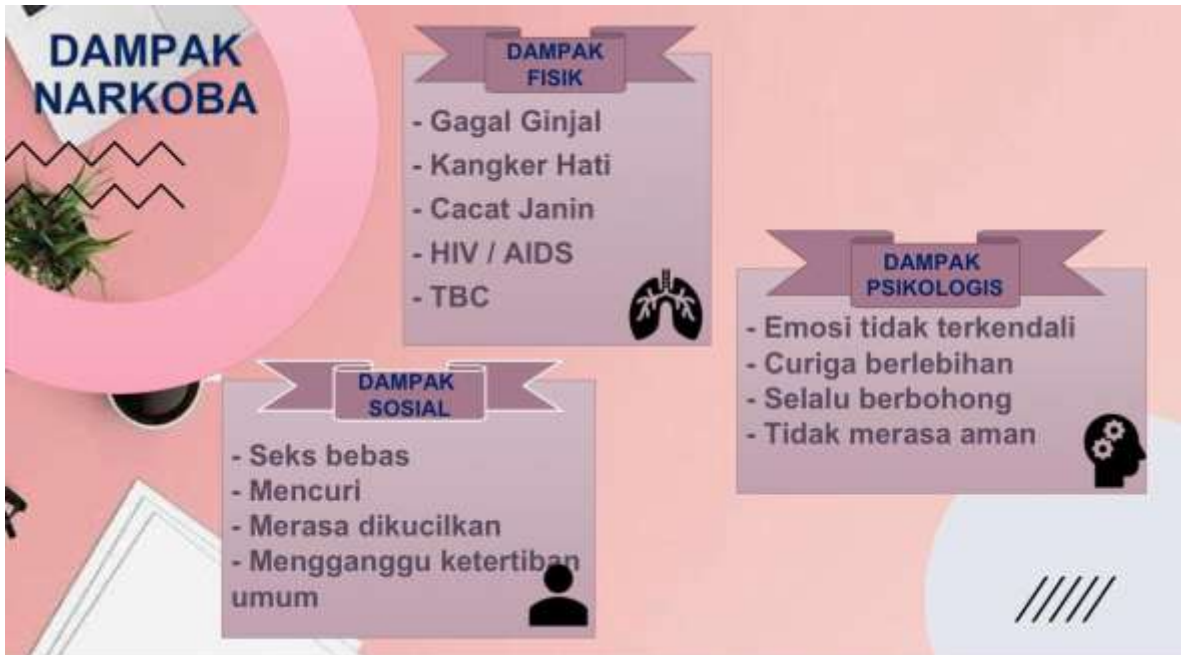 DAMPAK
NARKOBA
DAMPAK
FISIK
- Gagal Ginjal
- Kangker Hati
- Cacat Janin
- HIV / AIDS
- TBC
DAMPAK
PSIKOLOGIS
- Emosi tidak terkendali
- Curiga berlebihan
- Selalu berbohong
- Tidak merasa aman
DAMPAK
SOSIAL
- Seks bebas
- Mencuri
- Merasa dikucilkan
- Mengganggu ketertiban
umum